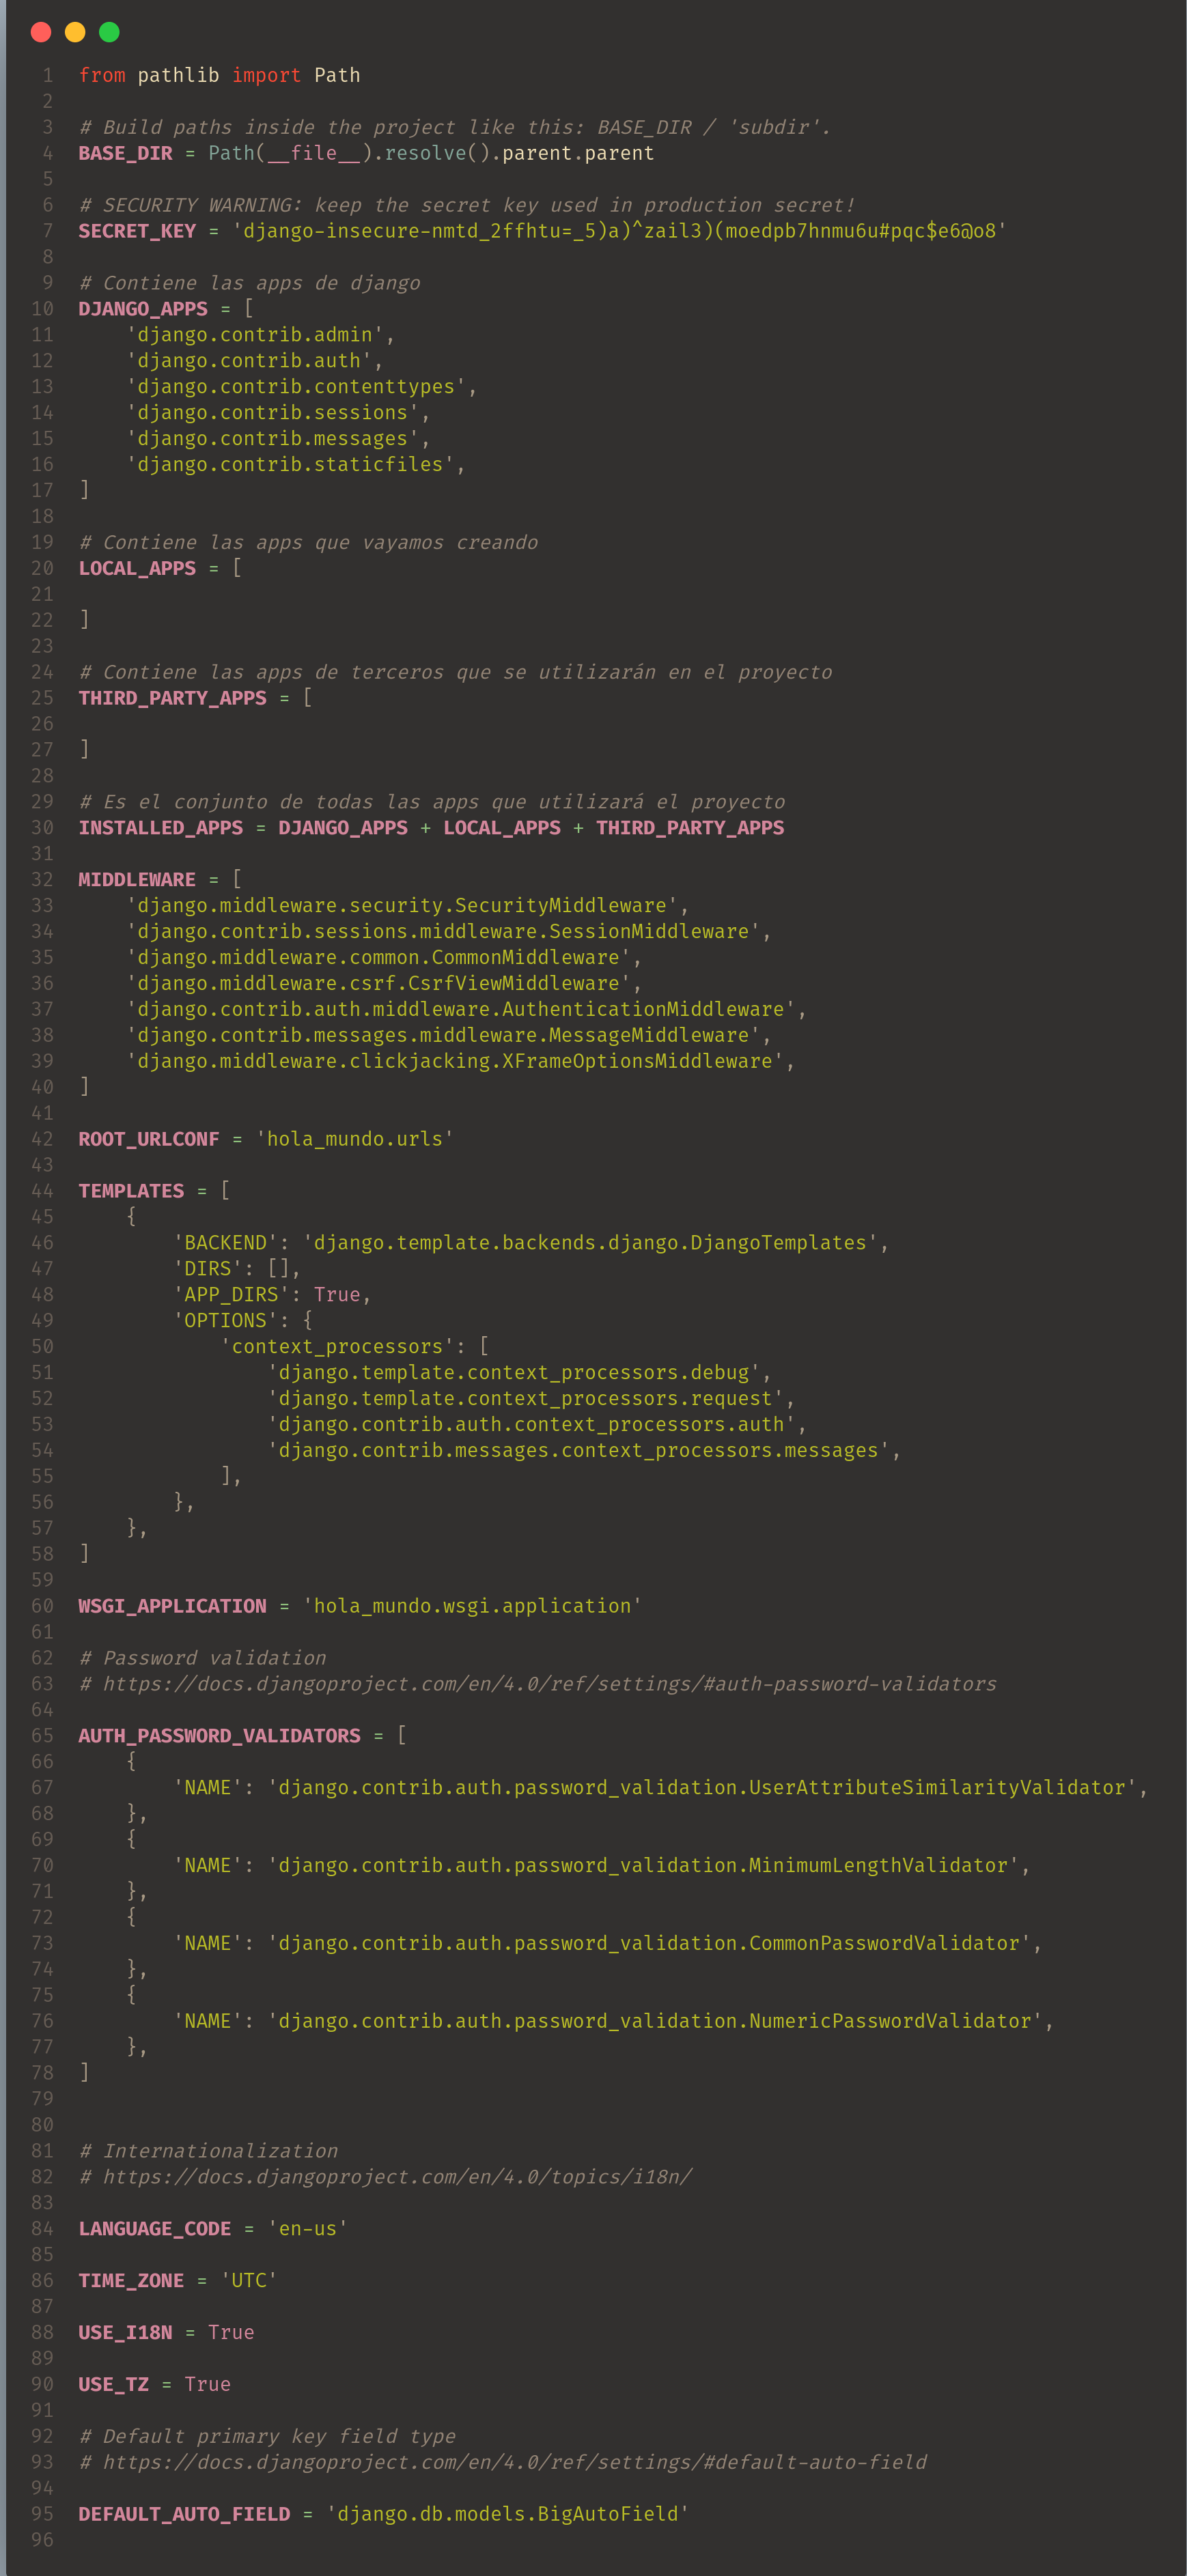 1 from pathlib import Path
2
3 # Build paths inside the project like this: BASE_DIR / 'subdir'.
4 BASE_DIR = Path(__file__).resolve().parent.parent
5
6 # SECURITY WARNING: keep the secret key used in production secret!
7 SECRET_KEY = 'django-insecure-nmtd_2ffhtu=_5)a)^zail3)(moedpb7hnmu6u#pqc$e6@o8'
8
9 # Contiene las apps de django
10 DJANGO_APPS = [
11     'django.contrib.admin',
12     'django.contrib.auth',
13     'django.contrib.contenttypes',
14     'django.contrib.sessions',
15     'django.contrib.messages',
16     'django.contrib.staticfiles',
17 ]
18
19 # Contiene las apps que vayamos creando
20 LOCAL_APPS = [
21
22 ]
23
24 # Contiene las apps de terceros que se utilizarán en el proyecto
25 THIRD_PARTY_APPS = [
26
27 ]
28
29 # Es el conjunto de todas las apps que utilizará el proyecto
30 INSTALLED_APPS = DJANGO_APPS + LOCAL_APPS + THIRD_PARTY_APPS
31
32 MIDDLEWARE = [
33     'django.middleware.security.SecurityMiddleware',
34     'django.contrib.sessions.middleware.SessionMiddleware',
35     'django.middleware.common.CommonMiddleware',
36     'django.middleware.csrf.CsrfViewMiddleware',
37     'django.contrib.auth.middleware.AuthenticationMiddleware',
38     'django.contrib.messages.middleware.MessageMiddleware',
39     'django.middleware.clickjacking.XFrameOptionsMiddleware',
40 ]
41
42 ROOT_URLCONF = 'hola_mundo.urls'
43
44 TEMPLATES = [
45     {
46         'BACKEND': 'django.template.backends.django.DjangoTemplates',
47         'DIRS': [],
48         'APP_DIRS': True,
49         'OPTIONS': {
50             'context_processors': [
51                 'django.template.context_processors.debug',
52                 'django.template.context_processors.request',
53                 'django.contrib.auth.context_processors.auth',
54                 'django.contrib.messages.context_processors.messages',
55             ],
56         },
57     },
58 ]
59
60 WSGI_APPLICATION = 'hola_mundo.wsgi.application'
61
62 # Password validation
63 # https://docs.djangoproject.com/en/4.0/ref/settings/#auth-password-validators
64
65 AUTH_PASSWORD_VALIDATORS = [
66     {
67         'NAME': 'django.contrib.auth.password_validation.UserAttributeSimilarityValidator',
68     },
69     {
70         'NAME': 'django.contrib.auth.password_validation.MinimumLengthValidator',
71     },
72     {
73         'NAME': 'django.contrib.auth.password_validation.CommonPasswordValidator',
74     },
75     {
76         'NAME': 'django.contrib.auth.password_validation.NumericPasswordValidator',
77     },
78 ]
79
80
81 # Internationalization
82 # https://docs.djangoproject.com/en/4.0/topics/i18n/
83
84 LANGUAGE_CODE = 'en-us'
85
86 TIME_ZONE = 'UTC'
87
88 USE_I18N = True
89
90 USE_TZ = True
91
92 # Default primary key field type
93 # https://docs.djangoproject.com/en/4.0/ref/settings/#default-auto-field
94
95 DEFAULT_AUTO_FIELD = 'django.db.models.BigAutoField'
96